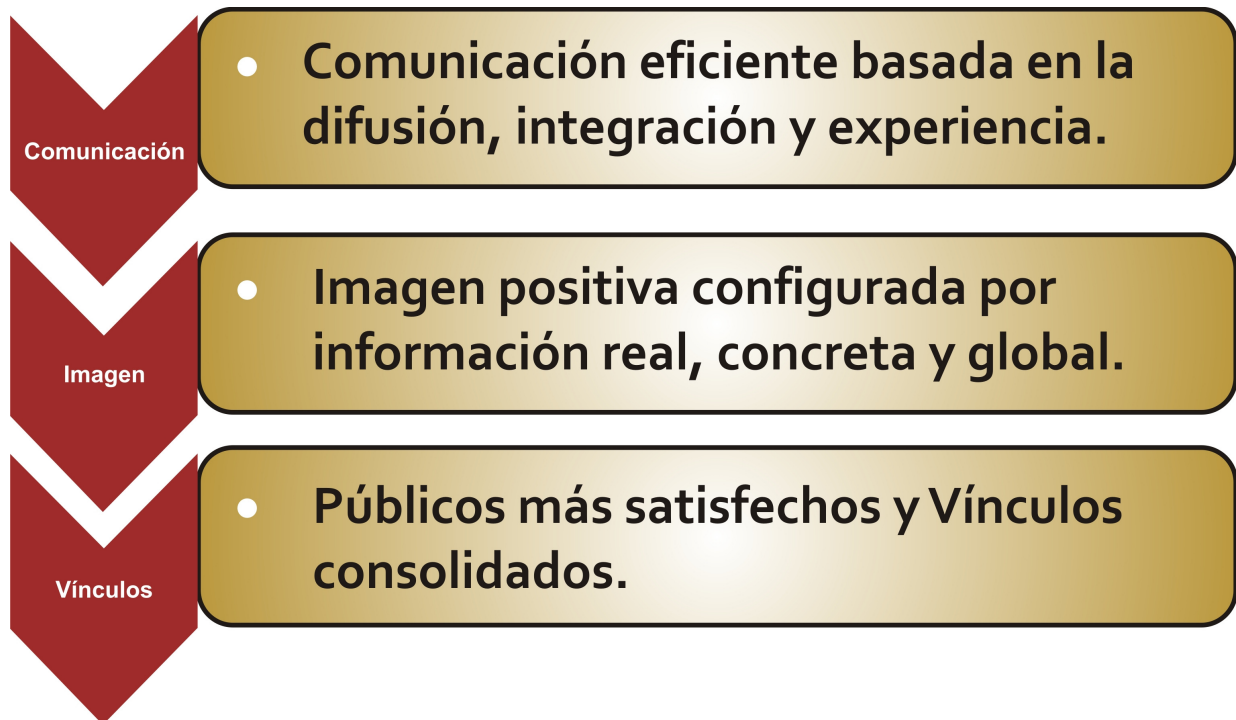 Comunicación
• Comunicación eficiente basada en la
difusión, integración y experiencia.
Imagen
• Imagen positiva configurada por
información real, concreta y global.
Vínculos
• Públicos más satisfechos y Vínculos
consolidados.